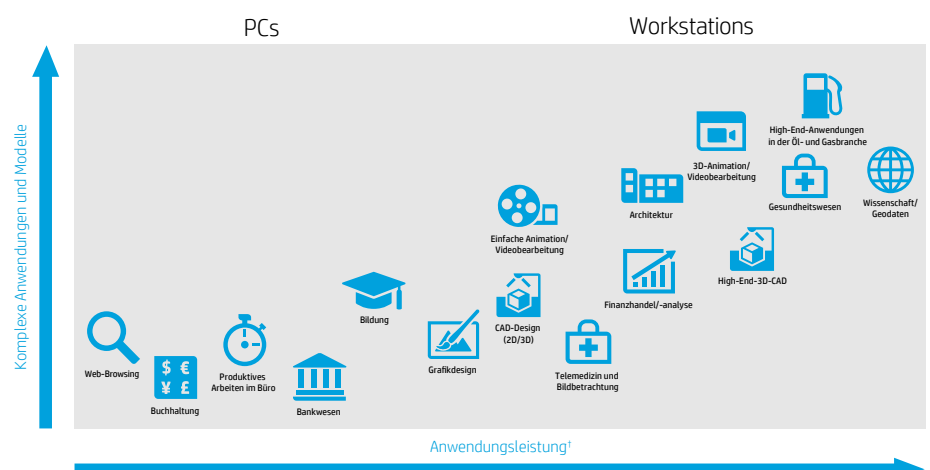 PCs
Workstations
Komplexe Anwendungen und Modelle
High-End-Anwendungen
in der Öl- und Gasbranche
3D-Animation/
Videobearbeitung
Gesundheitswesen
Wissenschaft/
Geodaten
Architektur
Einfache Animation/
Videobearbeitung
High-End-3D-CAD
Finanzhandel/-analyse
Bildung
CAD-Design
(2D/3D)
Grafikdesign
Telemedizin und
Bildbetrachtung
Web-Browsing
$ €
¥ £
Buchhaltung
Produktives
Arbeiten im Büro
Bankwesen
Anwendungsleistung†